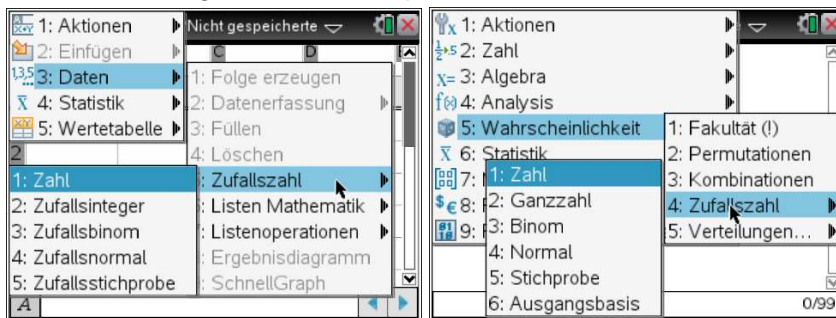 1: Aktionen
2: Einfügen
3: Daten
4: Statistik
5: Wertetabelle
Nicht gespeicherte
C D
1: Folge erzeugen
2: Datenerfassung
3: Füllen
4: Löschen
Zufallszahl
Listen Mathematik
Listenoperationen
Ergebnisdiagramm
SchnellGraph
2
1: Zahl
2: Zufallsinteger
3: Zufallsbinom
4: Zufallsnormal
5: Zufallsstichprobe
A
1: Aktionen
2: Zahl
3: Algebra
4: Analysis
5: Wahrscheinlichkeit
6: Statistik
7:
8:
9:
1: Fakultät (!)
2: Permutationen
3: Kombinationen
4: Zufallszahl
5: Verteilungen...
1: Zahl
2: Ganzzahl
3: Binom
4: Normal
5: Stichprobe
6: Ausgangsbasis
0/99